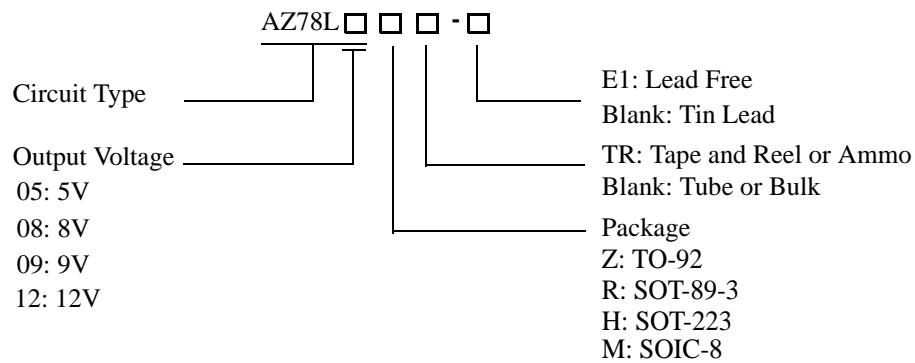 AZ78L -
Circuit Type
Output Voltage
05: 5V
08: 8V
09: 9V
12: 12V
E1: Lead Free
Blank: Tin Lead
TR: Tape and Reel or Ammo
Blank: Tube or Bulk
Package
Z: TO-92
R: SOT-89-3
H: SOT-223
M: SOIC-8